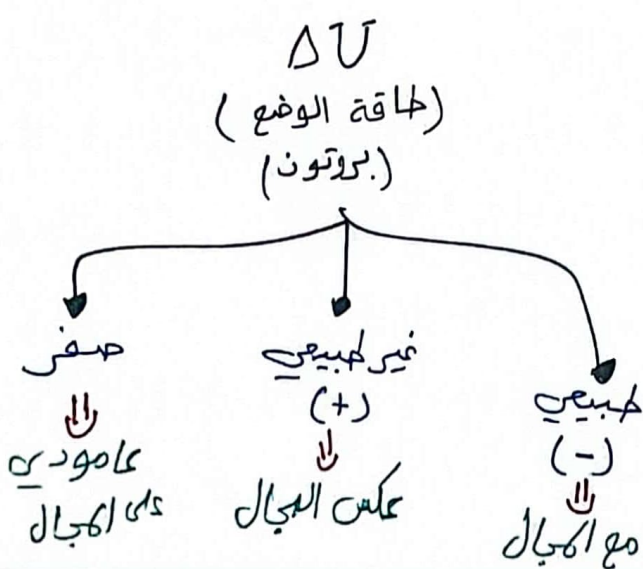 ΔU
(طاقة الوضع)
(بروتون)
طبيعي
(-)
مع المجال
غير طبيعي
(+)
عكس المجال
صفر
عامودي
على المجال